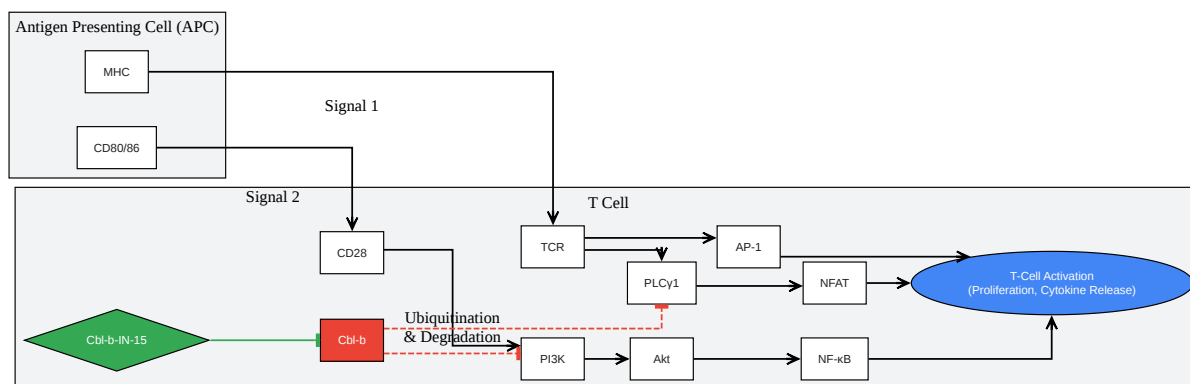 Antigen Presenting Cell (APC)
MHC
Signal 1
CD80/86
Signal 2
T Cell
TCR
AP-1
CD28
PLCγ1
NFAT
T-Cell Activation
(Proliferation, Cytokine Release)
Cbl-b-IN-15
Cbl-b
Ubiquitination
& Degradation
PI3K
Akt
NF-κB